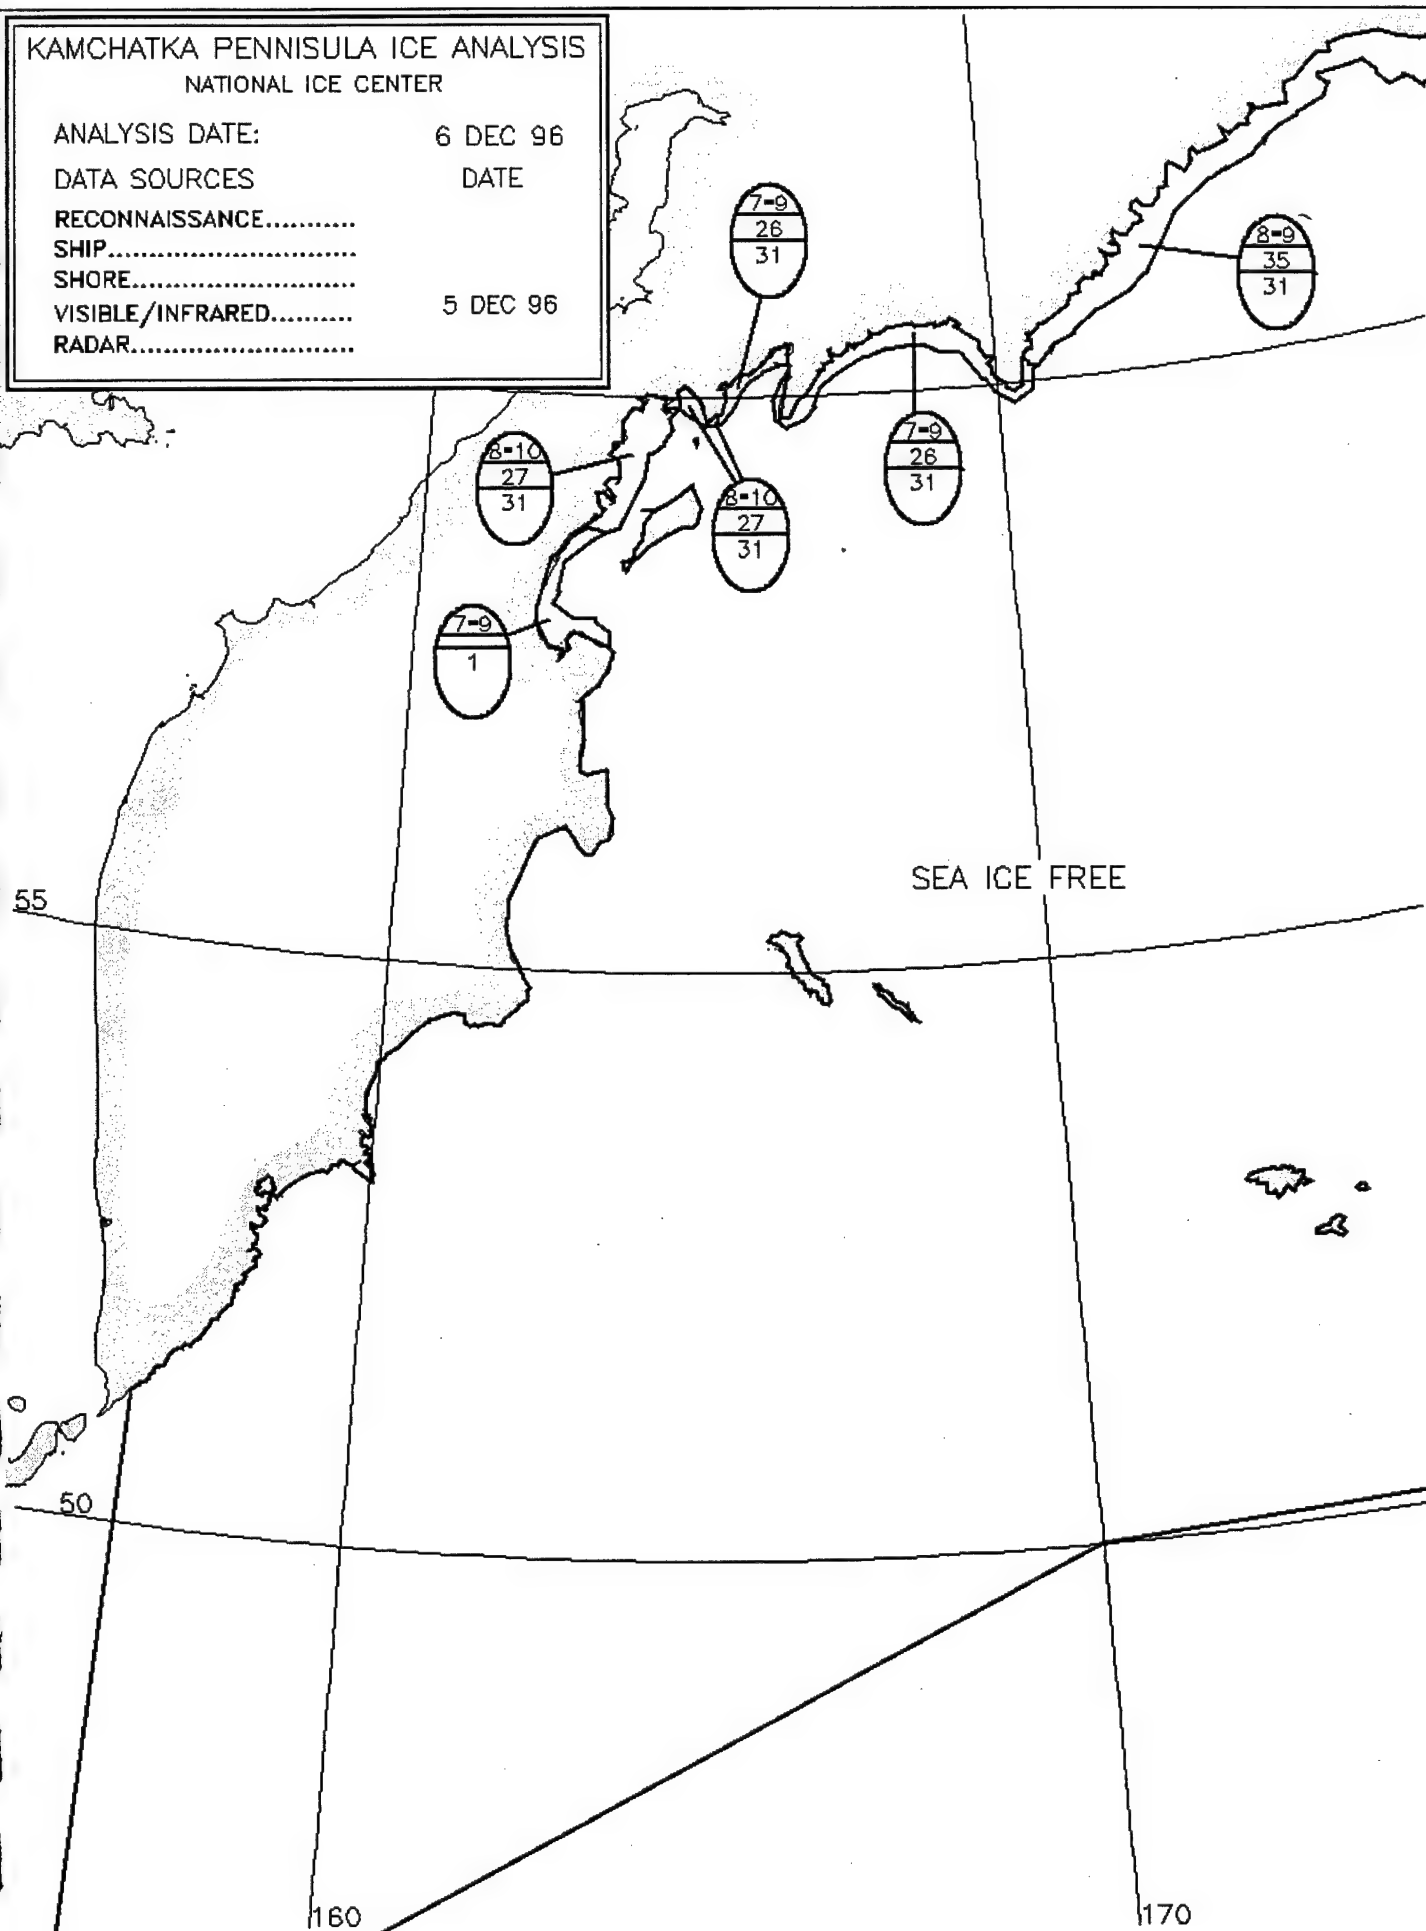 KAMCHATKA PENNISULA ICE ANALYSIS
NATIONAL ICE CENTER
ANALYSIS DATE: 6 DEC 96
DATA SOURCES DATE
RECONNAISSANCE...........
SHIP..............................
SHORE...........................
VISIBLE/INFRARED.......... 5 DEC 96
RADAR...........................
7-9
26
31
8-9
35
31
8-10
27
31
8-10
27
31
7-9
26
31
7-9
1
SEA ICE FREE
55
50
160
170